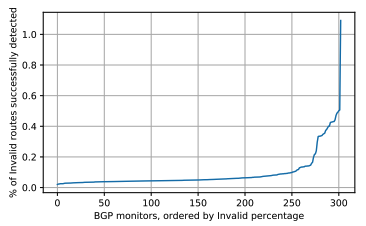 % of Invalid routes successfully detected
1.0
0.8
0.6
0.4
0.2
0.0
0 50 100 150 200 250 300
BGP monitors, ordered by Invalid percentage